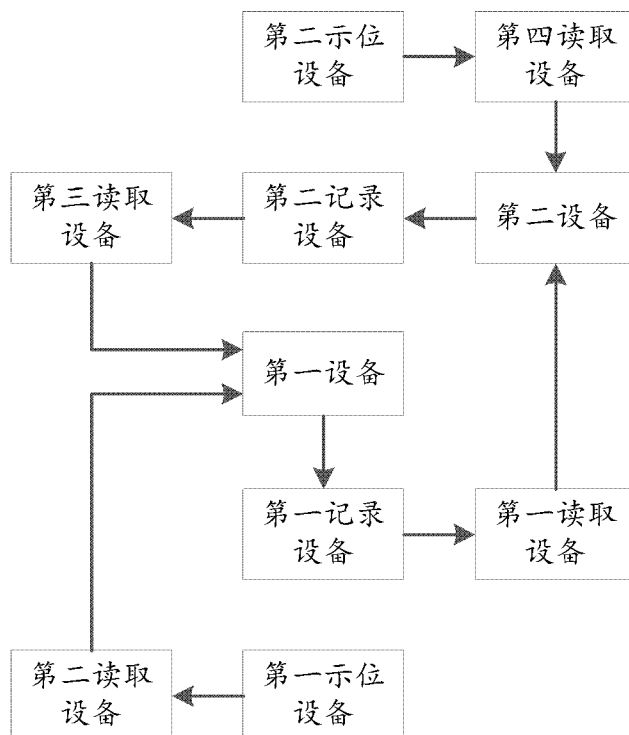 第二示位
设备
第四读取
设备
第三读取
设备
第二记录
设备
第二设备
第一设备
第一记录
设备
第一读取
设备
第二读取
设备
第一示位
设备